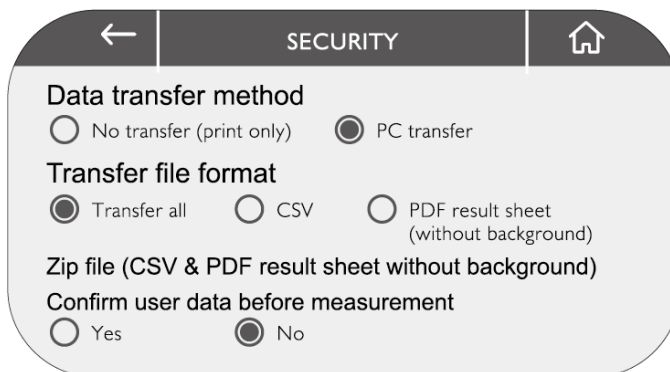 SECURITY
Data transfer method
No transfer (print only) PC transfer
Transfer file format
Transfer all CSV PDF result sheet
(without background)
Zip file (CSV & PDF result sheet without background)
Confirm user data before measurement
Yes No